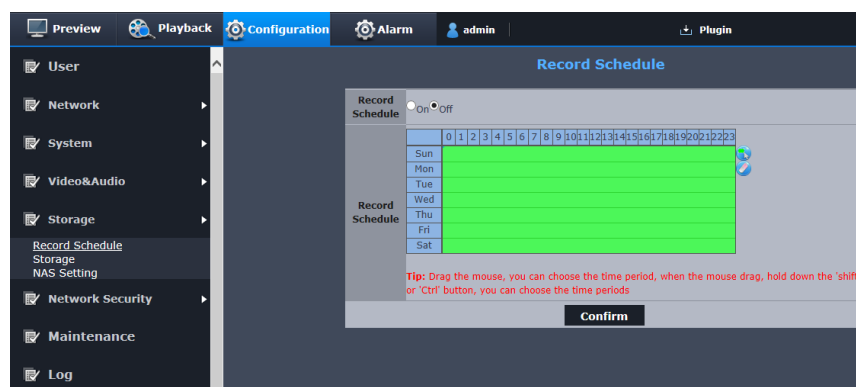 Preview Playback Configuration Alarm admin Plugin
User
Network
System
Video&Audio
Storage
Record Schedule
Storage
NAS Setting
Network Security
Maintenance
Log
Record Schedule
Record
Schedule
On Off
Record
Schedule
0 1 2 3 4 5 6 7 8 9 10 11 12 13 14 15 16 17 18 19 20 21 22 23
Sun
Mon
Tue
Wed
Thu
Fri
Sat
Tip: Drag the mouse, you can choose the time period, when the mouse drag, hold down the 'shift
or 'Ctrl' button, you can choose the time periods
Confirm